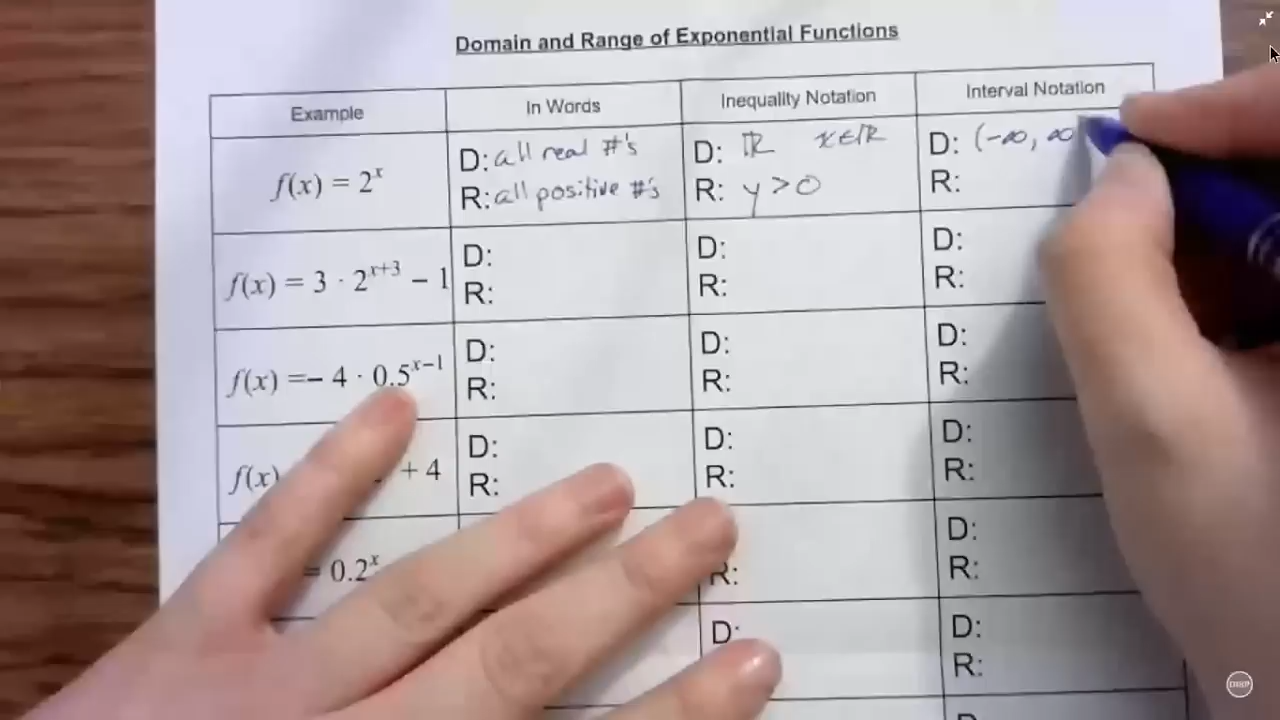 Domain and Range of Exponential Functions
Example In Words Inequality Notation Interval Notation
f(x) = 2^x D: all real #'s D: ℝ x∈ℝ D: (-∞, ∞
R: all positive #'s R: y > 0 R:
f(x) = 3 · 2^{x+3} − 1 D: D: D:
R: R: R:
f(x) =− 4 · 0.5^{x−1} D: D: D:
R: R: R:
f(x) + 4 D: D: D:
R: R: R:
= 0.2^x D:
R: R:
D: D:
R: